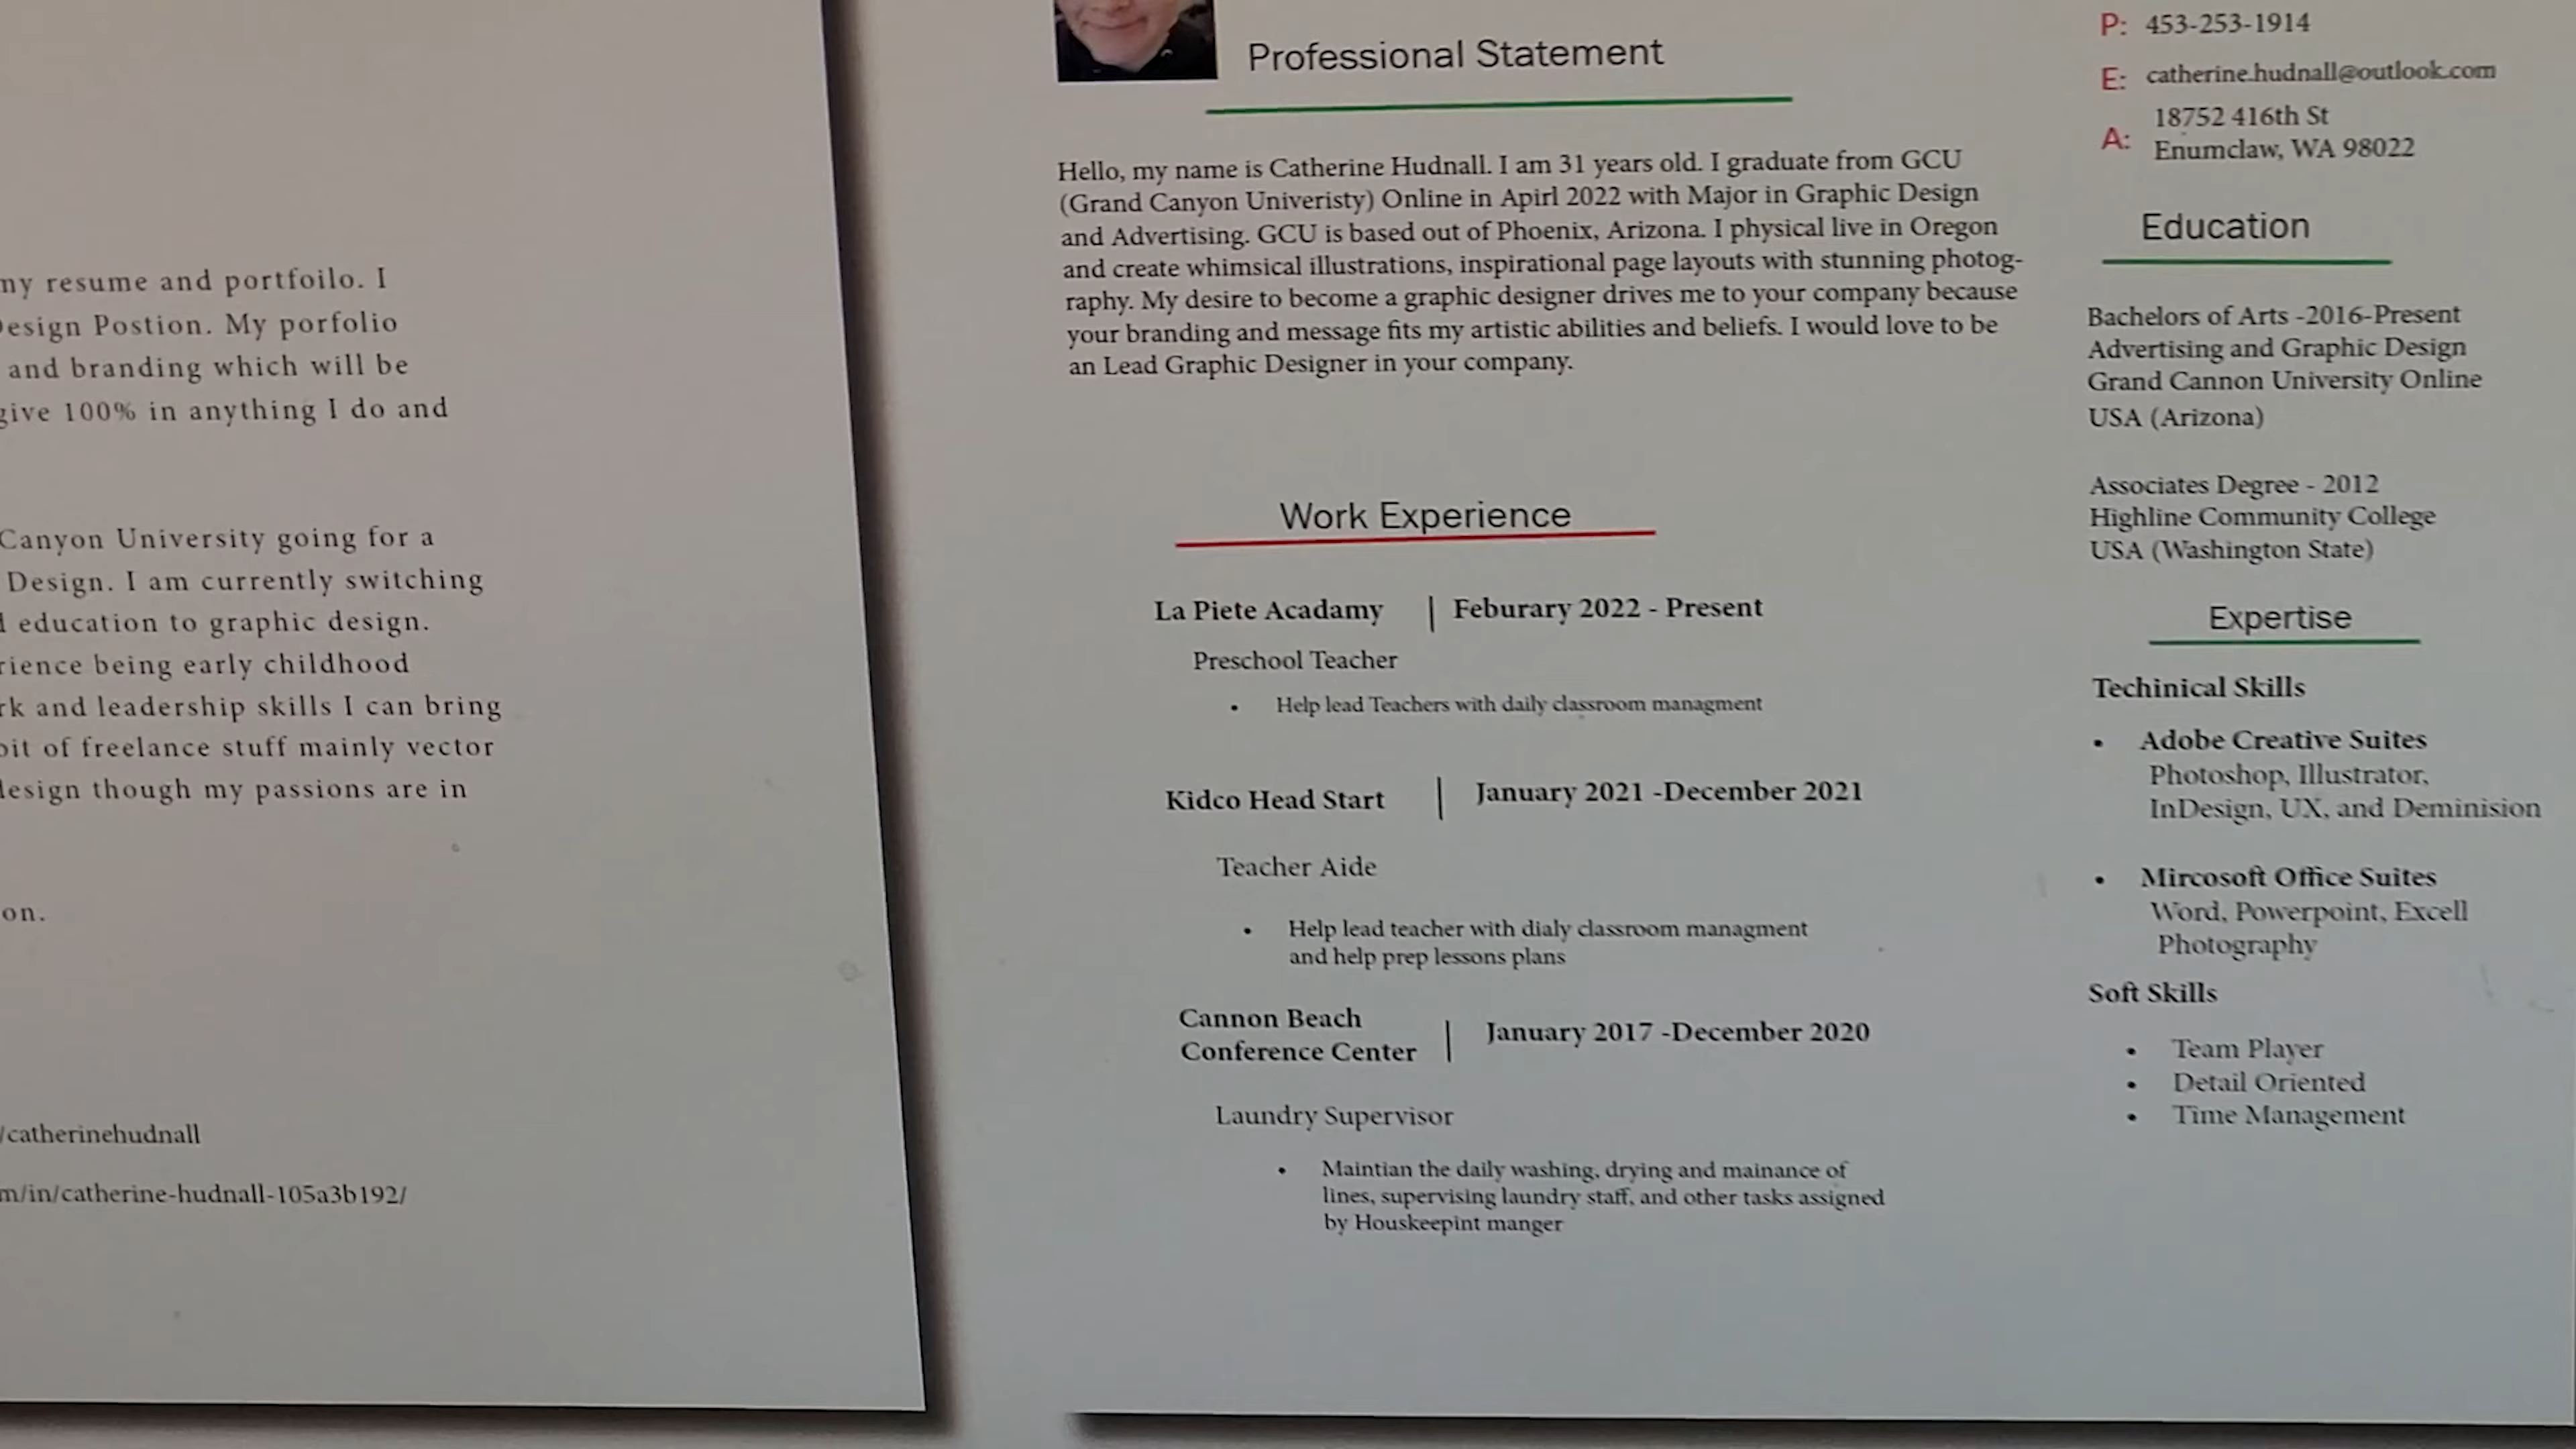 ny resume and portfoilo. I
esign Postion. My porfolio
and branding which will be
give 100% in anything I do and
Canyon University going for a
Design. I am currently switching
education to graphic design.
rience being early childhood
rk and leadership skills I can bring
bit of freelance stuff mainly vector
design though my passions are in
on.
/catherinehudnall
m/in/catherine-hudnall-105a3b192/
Professional Statement
Hello, my name is Catherine Hudnall. I am 31 years old. I graduate from GCU
(Grand Canyon Univeristy) Online in Apirl 2022 with Major in Graphic Design
and Advertising. GCU is based out of Phoenix, Arizona. I physical live in Oregon
and create whimsical illustrations, inspirational page layouts with stunning photog-
raphy. My desire to become a graphic designer drives me to your company because
your branding and message fits my artistic abilities and beliefs. I would love to be
an Lead Graphic Designer in your company.
Work Experience
La Piete Acadamy | Feburary 2022 - Present
Preschool Teacher
• Help lead Teachers with daily classroom managment
Kidco Head Start | January 2021 -December 2021
Teacher Aide
• Help lead teacher with dialy classroom managment
and help prep lessons plans
Cannon Beach
Conference Center | January 2017 -December 2020
Laundry Supervisor
• Maintian the daily washing, drying and mainance of
lines, supervising laundry staff, and other tasks assigned
by Houskeepint manger
P: 453-253-1914
E: catherine.hudnall@outlook.com
A: 18752 416th St
Enumclaw, WA 98022
Education
Bachelors of Arts -2016-Present
Advertising and Graphic Design
Grand Cannon University Online
USA (Arizona)
Associates Degree - 2012
Highline Community College
USA (Washington State)
Expertise
Techinical Skills
• Adobe Creative Suites
Photoshop, Illustrator,
InDesign, UX, and Deminision
• Mircosoft Office Suites
Word, Powerpoint, Excell
Photography
Soft Skills
• Team Player
• Detail Oriented
• Time Management